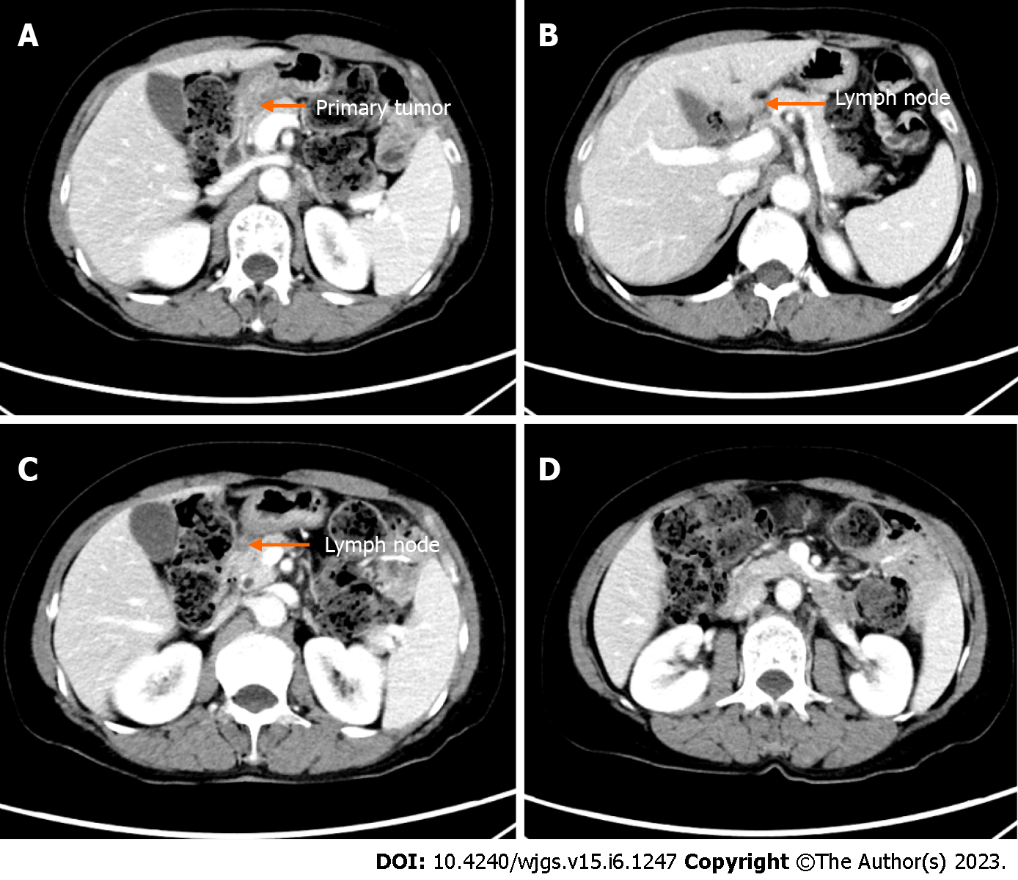 A
Primary tumor
B
Lymph node
C
Lymph node
D
DOI: 10.4240/wjgs.v15.i6.1247 Copyright ©The Author(s) 2023.